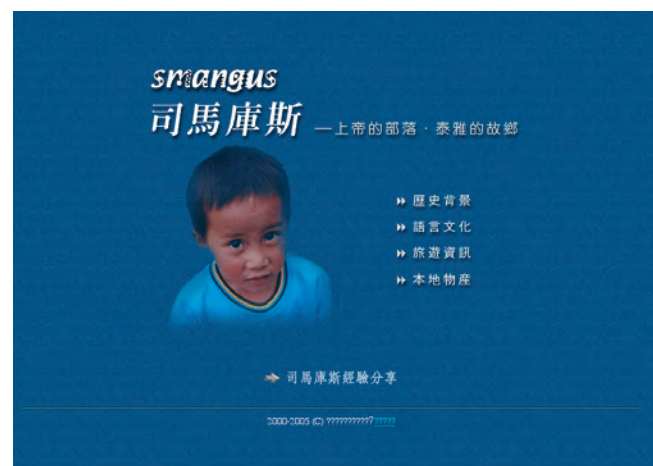 smangus
司馬庫斯 —上帝的部落．泰雅的故鄉
歷史背景
語言文化
旅遊資訊
本地物産
司馬庫斯經驗分享
2000-2005 (C) ?????????? ?????